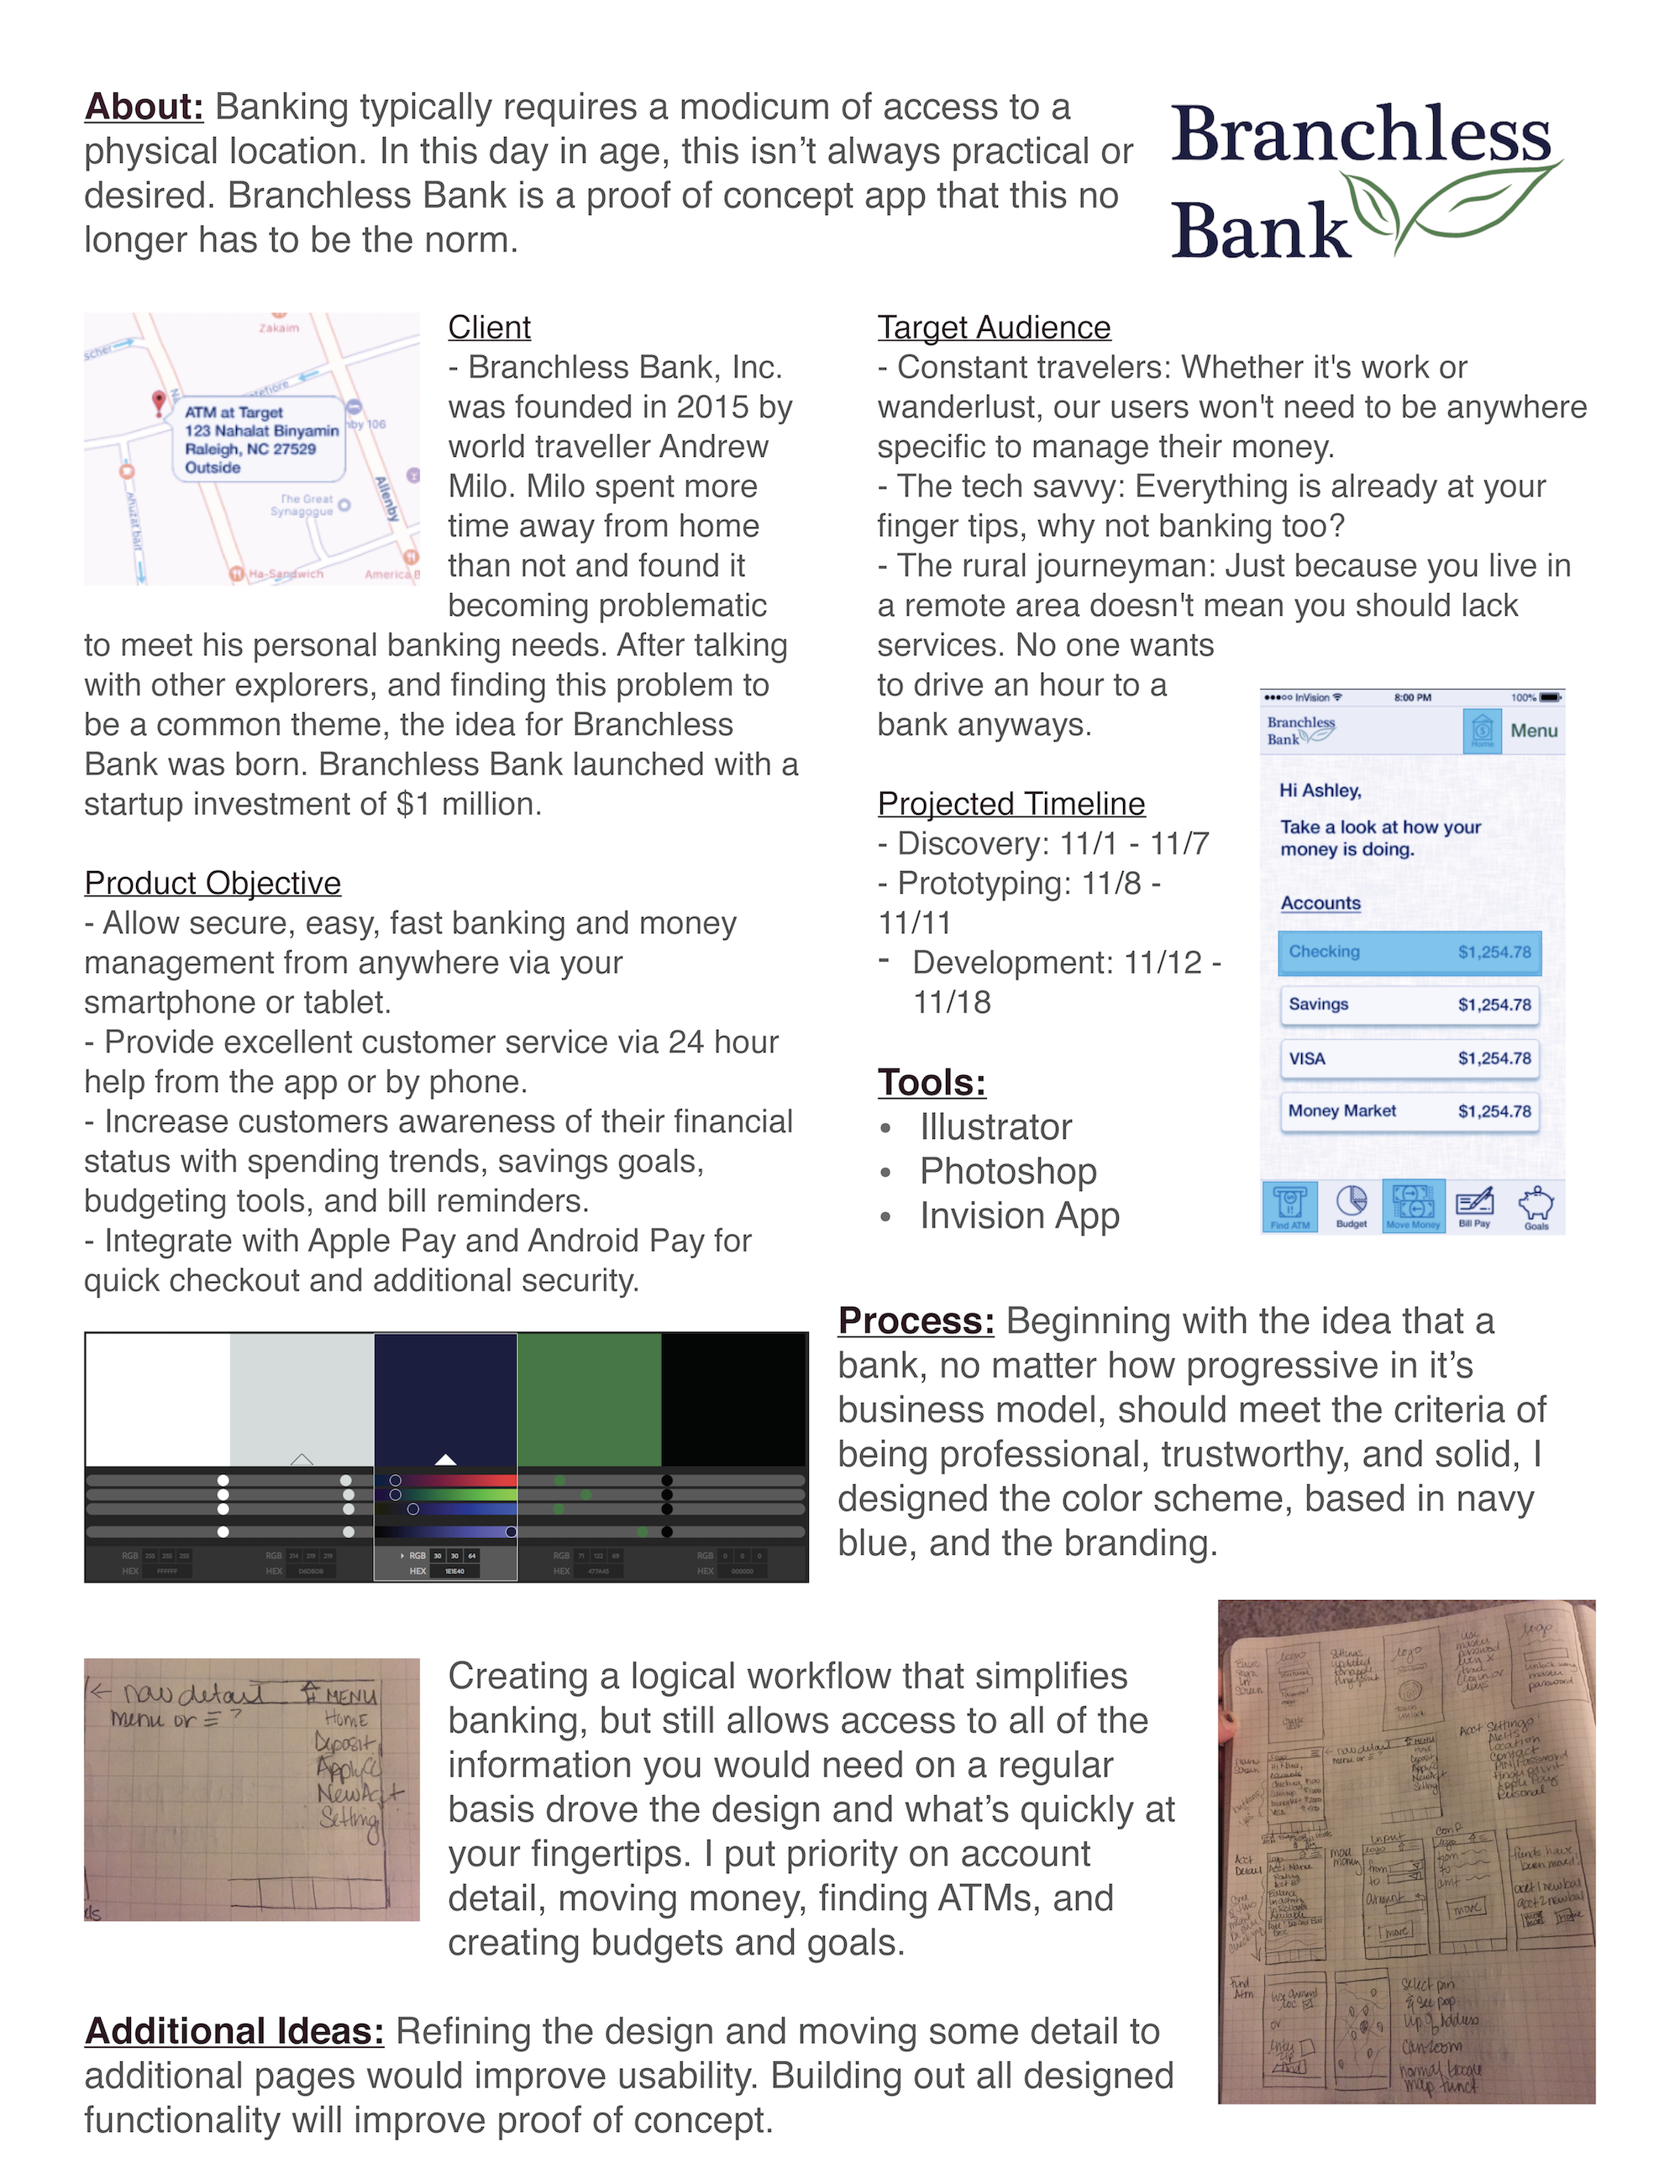 About: Banking typically requires a modicum of access to a
physical location. In this day in age, this isn’t always practical or
desired. Branchless Bank is a proof of concept app that this no
longer has to be the norm.
Branchless
Bank
Zakaim
ATM at Target
123 Nahalat Binyamin
Raleigh, NC 27529
Outside
The Great
Synagogue
Allenby
Ha-Sandwich
America
Client
- Branchless Bank, Inc.
was founded in 2015 by
world traveller Andrew
Milo. Milo spent more
time away from home
than not and found it
becoming problematic
to meet his personal banking needs. After talking
with other explorers, and finding this problem to
be a common theme, the idea for Branchless
Bank was born. Branchless Bank launched with a
startup investment of $1 million.
Product Objective
- Allow secure, easy, fast banking and money
management from anywhere via your
smartphone or tablet.
- Provide excellent customer service via 24 hour
help from the app or by phone.
- Increase customers awareness of their financial
status with spending trends, savings goals,
budgeting tools, and bill reminders.
- Integrate with Apple Pay and Android Pay for
quick checkout and additional security.
Target Audience
- Constant travelers: Whether it's work or
wanderlust, our users won't need to be anywhere
specific to manage their money.
- The tech savvy: Everything is already at your
finger tips, why not banking too?
- The rural journeyman: Just because you live in
a remote area doesn't mean you should lack
services. No one wants
to drive an hour to a
bank anyways.
Projected Timeline
- Discovery: 11/1 - 11/7
- Prototyping: 11/8 -
11/11
- Development: 11/12 -
11/18
Tools:
• Illustrator
• Photoshop
• Invision App
InVision 8:00 PM 100%
Branchless
Bank
Home
Menu
Hi Ashley,
Take a look at how your
money is doing.
Accounts
Checking $1,254.78
Savings $1,254.78
VISA $1,254.78
Money Market $1,254.78
Find ATM Budget Move Money Bill Pay Goals
RGB 255 255 255
HEX FFFFFF
RGB 214 219 219
HEX D6DBDB
RGB 30 30 64
HEX 1E1E40
RGB 71 122 69
HEX 477A45
RGB 0 0 0
HEX 000000
Process: Beginning with the idea that a
bank, no matter how progressive in it’s
business model, should meet the criteria of
being professional, trustworthy, and solid, I
designed the color scheme, based in navy
blue, and the branding.
← nav detail MENU
menu or ≡ ?
Home
Deposit
NewAct
Setting
Creating a logical workflow that simplifies
banking, but still allows access to all of the
information you would need on a regular
basis drove the design and what’s quickly at
your fingertips. I put priority on account
detail, moving money, finding ATMs, and
creating budgets and goals.
Acct Settings
Alerts
Location
Contact
Personal
Find
Atm
select pin
& see pop
up of address
can zoom
normal google
map funct
Additional Ideas: Refining the design and moving some detail to
additional pages would improve usability. Building out all designed
functionality will improve proof of concept.